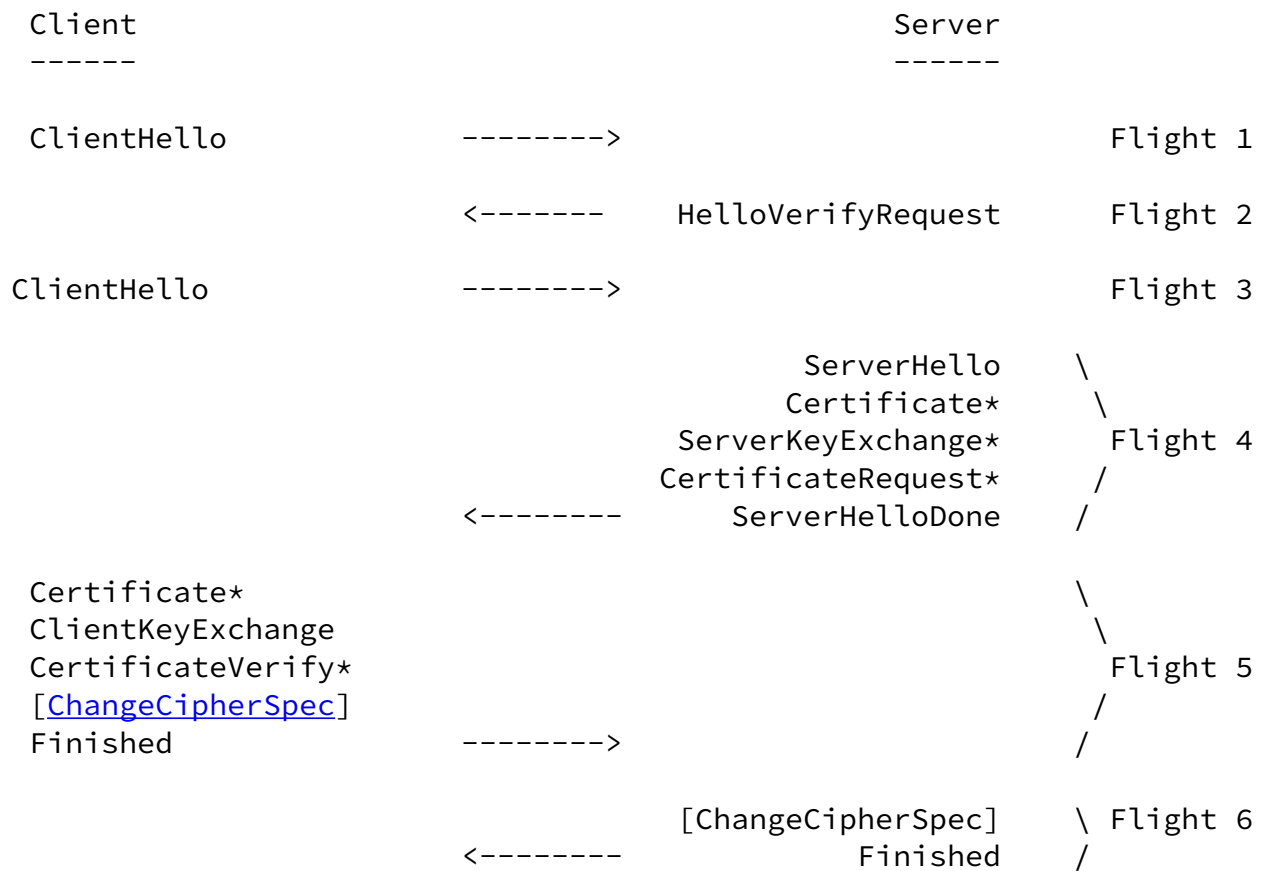 Client                                          Server
------                                          ------
ClientHello             -------->                           Flight 1
                        <-------    HelloVerifyRequest      Flight 2
ClientHello             -------->                           Flight 3
                                           ServerHello    \
                                          Certificate*     \
                                    ServerKeyExchange*      Flight 4
                                   CertificateRequest*     /
                        <--------      ServerHelloDone    /
Certificate*                                              \
ClientKeyExchange                                          \
CertificateVerify*                                          Flight 5
[ChangeCipherSpec]                                         /
Finished                -------->                         /
                                    [ChangeCipherSpec]    \ Flight 6
                        <--------             Finished    /